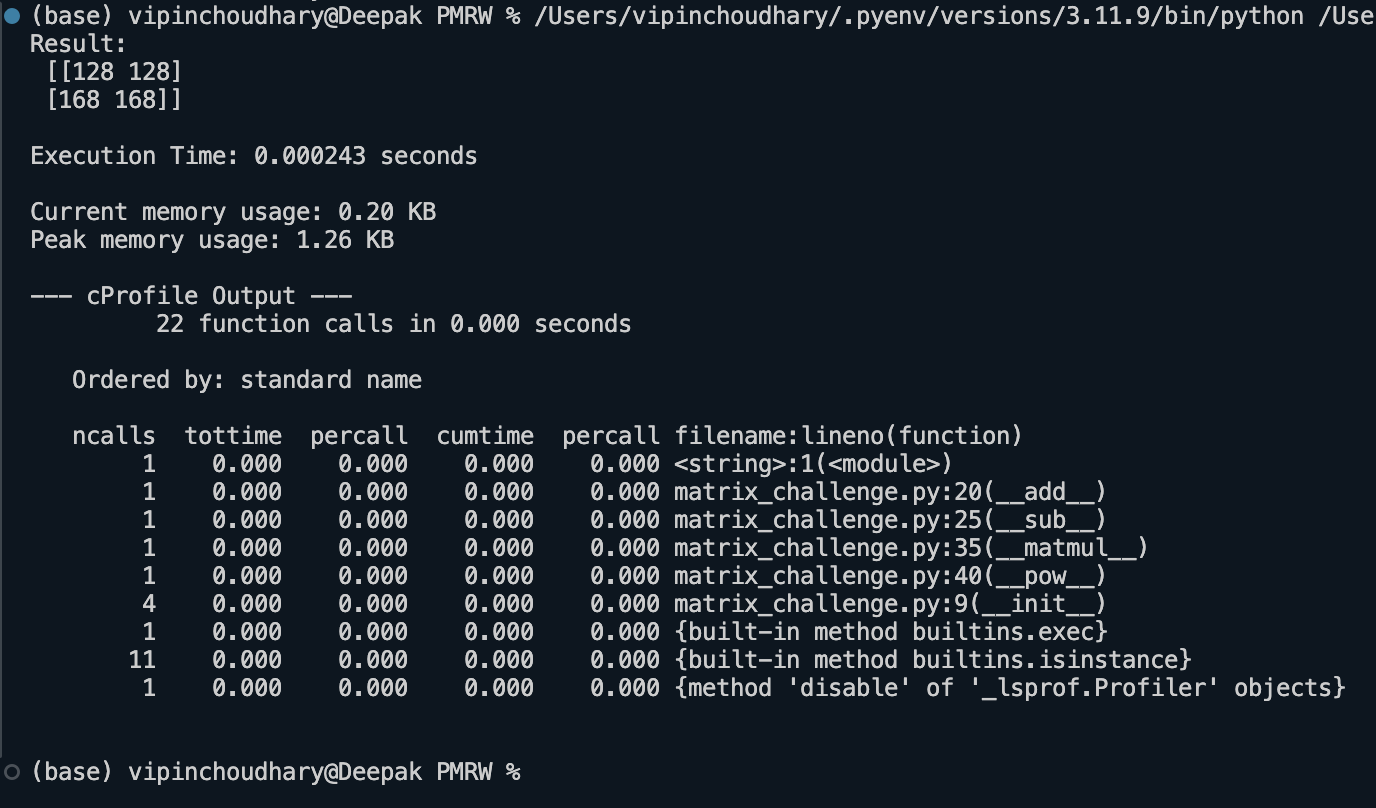 (base) vipinchoudhary@Deepak PMRW % /Users/vipinchoudhary/.pyenv/versions/3.11.9/bin/python /Use
Result:
 [[128 128]
 [168 168]]
Execution Time: 0.000243 seconds
Current memory usage: 0.20 KB
Peak memory usage: 1.26 KB
--- cProfile Output ---
         22 function calls in 0.000 seconds
   Ordered by: standard name
   ncalls  tottime  percall  cumtime  percall filename:lineno(function)
        1    0.000    0.000    0.000    0.000 <string>:1(<module>)
        1    0.000    0.000    0.000    0.000 matrix_challenge.py:20(__add__)
        1    0.000    0.000    0.000    0.000 matrix_challenge.py:25(__sub__)
        1    0.000    0.000    0.000    0.000 matrix_challenge.py:35(__matmul__)
        1    0.000    0.000    0.000    0.000 matrix_challenge.py:40(__pow__)
        4    0.000    0.000    0.000    0.000 matrix_challenge.py:9(__init__)
        1    0.000    0.000    0.000    0.000 {built-in method builtins.exec}
       11    0.000    0.000    0.000    0.000 {built-in method builtins.isinstance}
        1    0.000    0.000    0.000    0.000 {method 'disable' of '_lsprof.Profiler' objects}
(base) vipinchoudhary@Deepak PMRW %